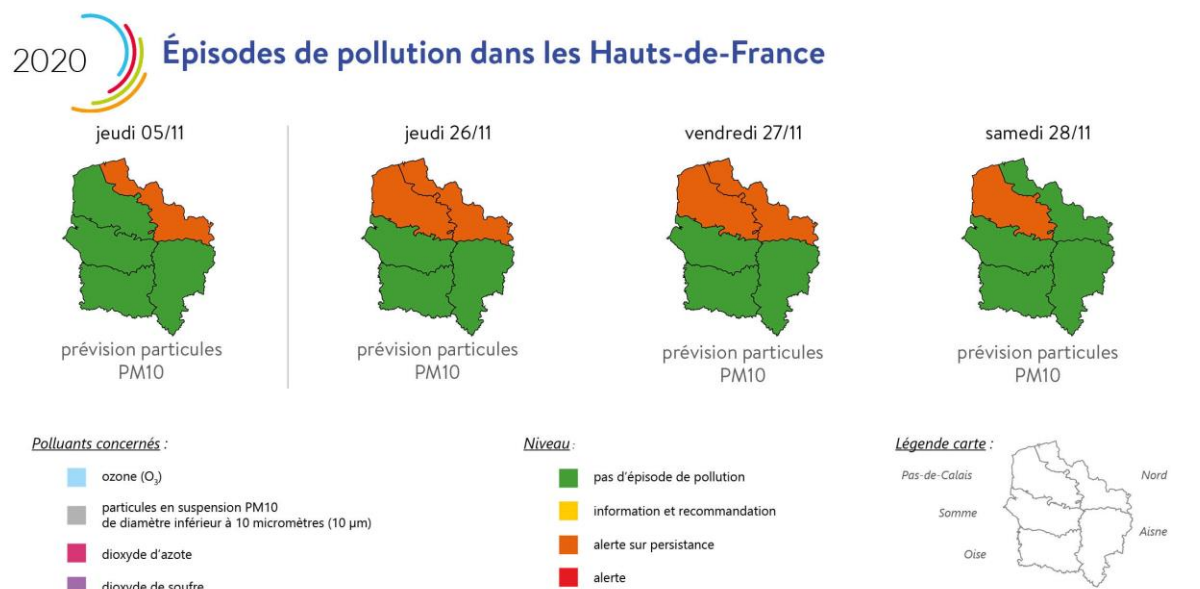 2020
Épisodes de pollution dans les Hauts-de-France
jeudi 05/11
jeudi 26/11
vendredi 27/11
samedi 28/11
prévision particules
PM10
prévision particules
PM10
prévision particules
PM10
prévision particules
PM10
Polluants concernés :
ozone (O₃)
particules en suspension PM10
de diamètre inférieur à 10 micromètres (10 µm)
dioxyde d'azote
dioxyde de soufre
Niveau :
pas d'épisode de pollution
information et recommandation
alerte sur persistance
alerte
Légende carte :
Pas-de-Calais
Nord
Somme
Aisne
Oise